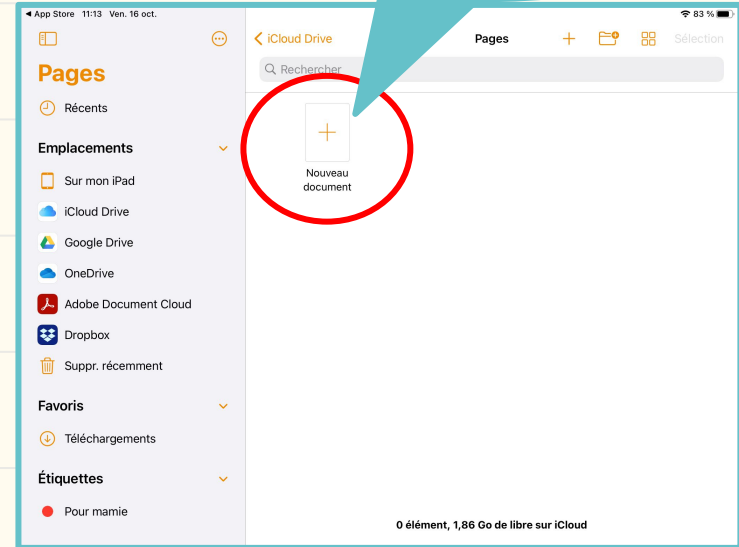 App Store 11:13 Ven. 16 oct.
83 %
Pages
Récents
Emplacements
Sur mon iPad
iCloud Drive
Google Drive
OneDrive
Adobe Document Cloud
Dropbox
Suppr. récemment
Favoris
Téléchargements
Étiquettes
Pour mamie
iCloud Drive
Pages
Sélection
Rechercher
Nouveau
document
0 élément, 1,86 Go de libre sur iCloud